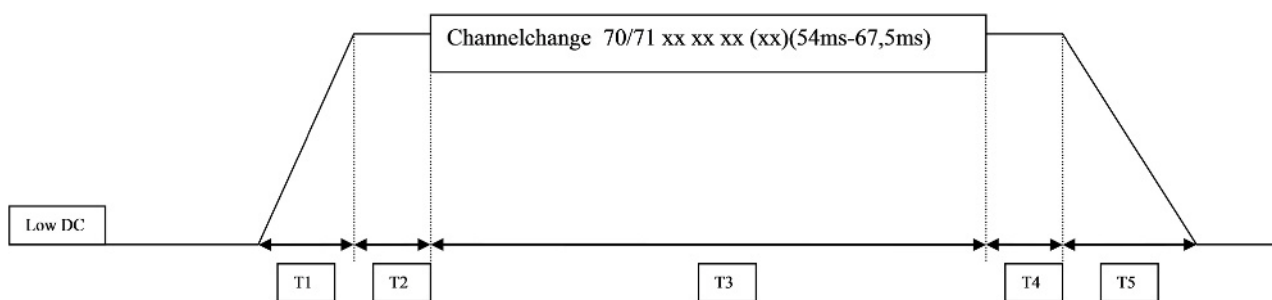 Channelchange 70/71 xx xx xx (xx)(54ms-67,5ms)
Low DC
T1
T2
T3
T4
T5